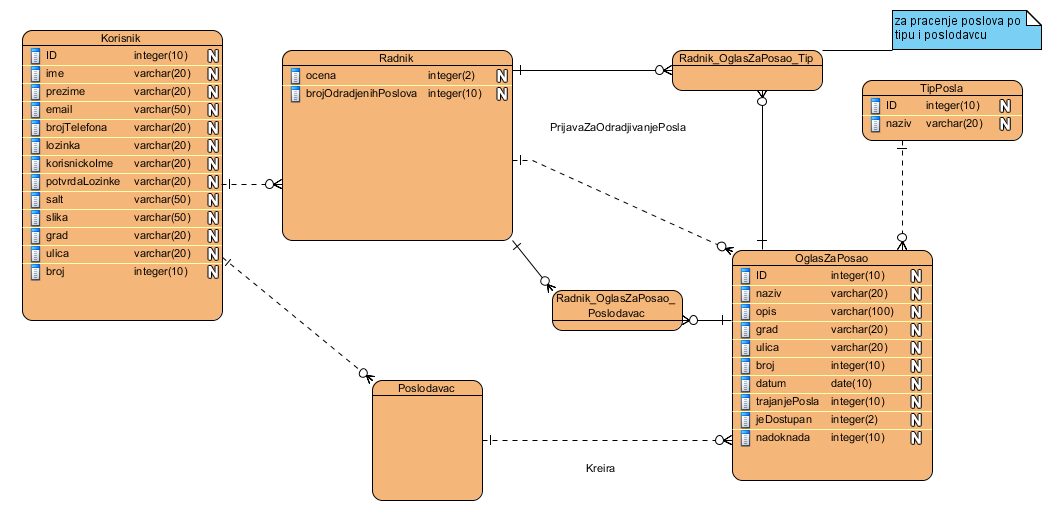 za pracenje poslova po
tipu i poslodavcu
Korisnik
ID integer(10) N
ime varchar(20) N
prezime varchar(20) N
email varchar(50) N
brojTelefona varchar(20) N
lozinka varchar(20) N
korisnickoIme varchar(20) N
potvrdaLozinke varchar(20) N
salt varchar(50) N
slika varchar(50) N
grad varchar(20) N
ulica varchar(20) N
broj integer(10) N
Radnik
ocena integer(2) N
brojOdradjenihPoslova integer(10) N
Radnik_OglasZaPosao_Tip
TipPosla
ID integer(10) N
naziv varchar(20) N
PrijavaZaOdradjivanjePosla
Radnik_OglasZaPosao_
Poslodavac
OglasZaPosao
ID integer(10) N
naziv varchar(20) N
opis varchar(100) N
grad varchar(20) N
ulica varchar(20) N
broj integer(10) N
datum date(10) N
trajanjePosla integer(10) N
jeDostupan integer(2) N
nadoknada integer(10) N
Poslodavac
Kreira